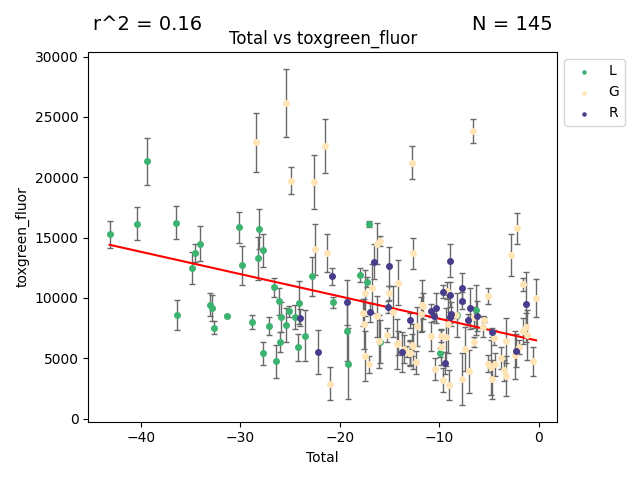 r^2 = 0.16 N = 145
Total vs toxgreen_fluor
30000
25000
20000
15000
10000
5000
0
toxgreen_fluor
−40 −30 −20 −10 0
Total
L
G
R